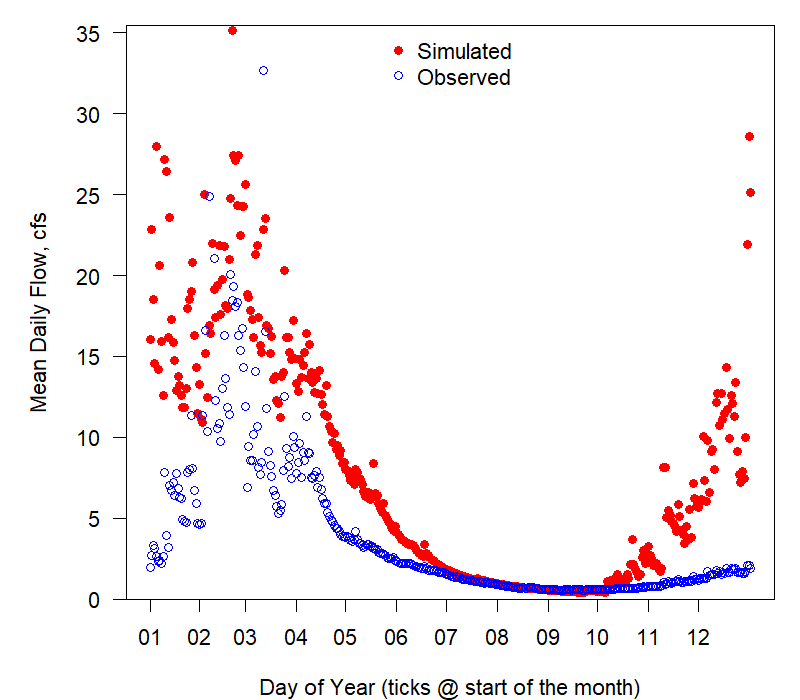 35
30
25
20
15
10
5
0
Mean Daily Flow, cfs
Simulated
Observed
01 02 03 04 05 06 07 08 09 10 11 12
Day of Year (ticks @ start of the month)